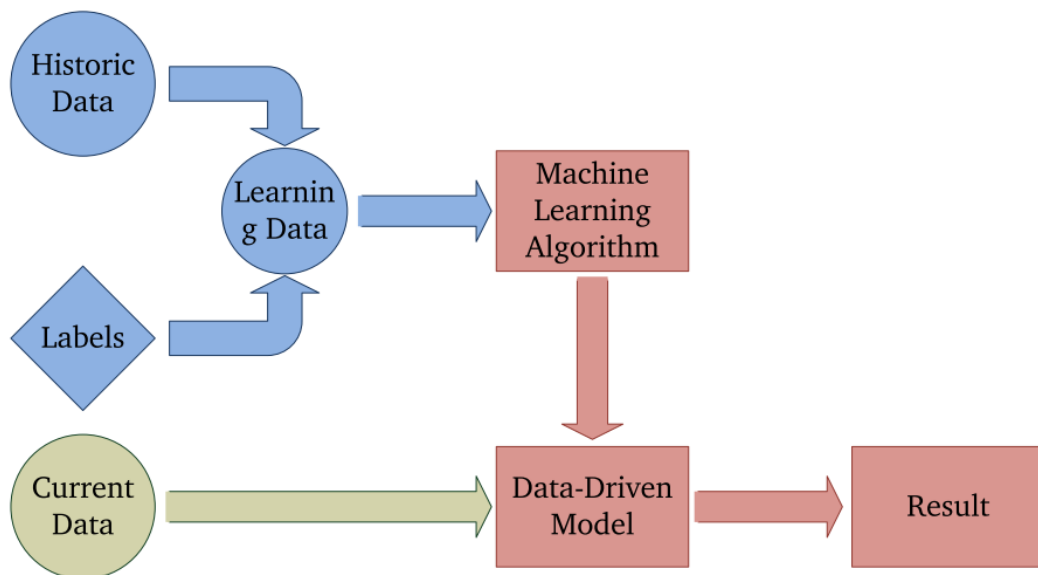 Historic
Data
Learnin
g Data
Machine
Learning
Algorithm
Labels
Current
Data
Data-Driven
Model
Result